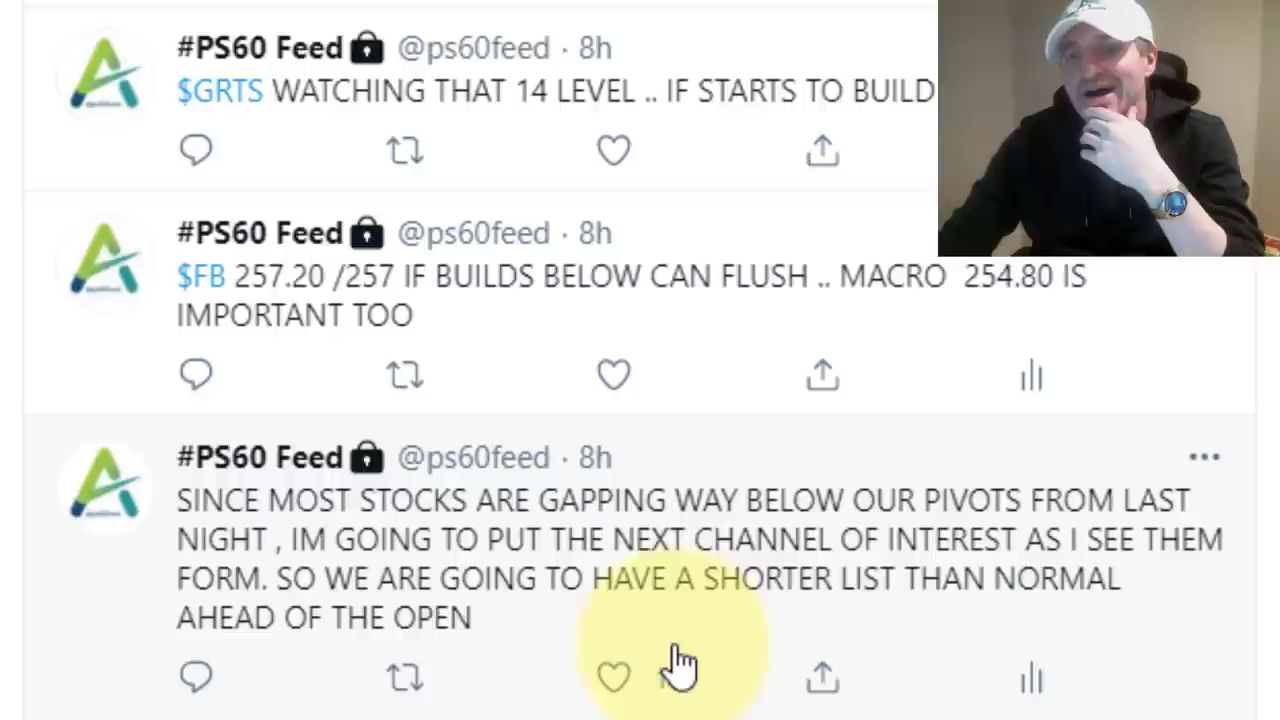 #PS60 Feed @ps60feed · 8h
$GRTS WATCHING THAT 14 LEVEL .. IF STARTS TO BUILD
#PS60 Feed @ps60feed · 8h
$FB 257.20 /257 IF BUILDS BELOW CAN FLUSH .. MACRO 254.80 IS
IMPORTANT TOO
#PS60 Feed @ps60feed · 8h
SINCE MOST STOCKS ARE GAPPING WAY BELOW OUR PIVOTS FROM LAST
NIGHT , IM GOING TO PUT THE NEXT CHANNEL OF INTEREST AS I SEE THEM
FORM. SO WE ARE GOING TO HAVE A SHORTER LIST THAN NORMAL
AHEAD OF THE OPEN